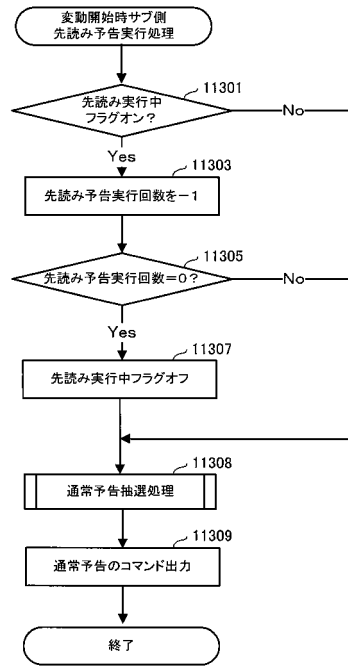 変動開始時サブ側
先読み予告実行処理
11301
先読み実行中
フラグオン？
No
Yes
11303
先読み予告実行回数を－1
11305
先読み予告実行回数＝0？
No
Yes
11307
先読み実行中フラグオフ
11308
通常予告抽選処理
11309
通常予告のコマンド出力
終了